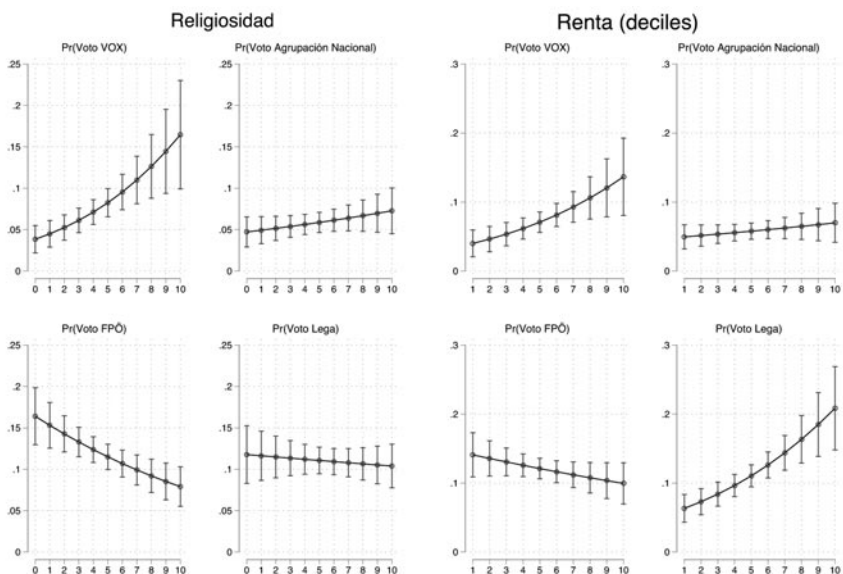 Religiosidad
Renta (deciles)
Pr(Voto VOX)
Pr(Voto Agrupación Nacional)
Pr(Voto VOX)
Pr(Voto Agrupación Nacional)
.25
.2
.15
.1
.05
0
0 1 2 3 4 5 6 7 8 9 10
.25
.2
.15
.1
.05
0
0 1 2 3 4 5 6 7 8 9 10
.3
.2
.1
0
1 2 3 4 5 6 7 8 9 10
.3
.2
.1
0
1 2 3 4 5 6 7 8 9 10
Pr(Voto FPÖ)
Pr(Voto Lega)
Pr(Voto FPÖ)
Pr(Voto Lega)
.25
.2
.15
.1
.05
0
0 1 2 3 4 5 6 7 8 9 10
.25
.2
.15
.1
.05
0
0 1 2 3 4 5 6 7 8 9 10
.3
.2
.1
0
1 2 3 4 5 6 7 8 9 10
.3
.2
.1
0
1 2 3 4 5 6 7 8 9 10